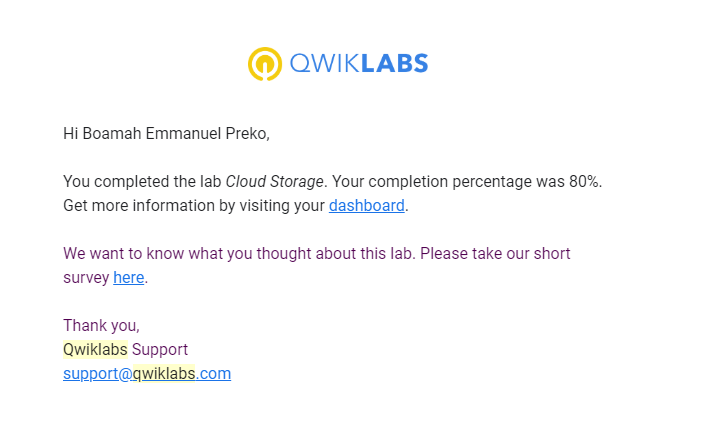 QWIKLABS
Hi Boamah Emmanuel Preko,
You completed the lab Cloud Storage. Your completion percentage was 80%.
Get more information by visiting your dashboard.
We want to know what you thought about this lab. Please take our short
survey here.
Thank you,
Qwiklabs Support
support@qwiklabs.com